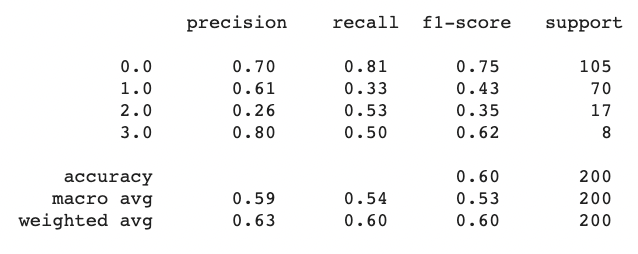 precision recall f1-score support
0.0 0.70 0.81 0.75 105
1.0 0.61 0.33 0.43 70
2.0 0.26 0.53 0.35 17
3.0 0.80 0.50 0.62 8
accuracy 0.60 200
macro avg 0.59 0.54 0.53 200
weighted avg 0.63 0.60 0.60 200